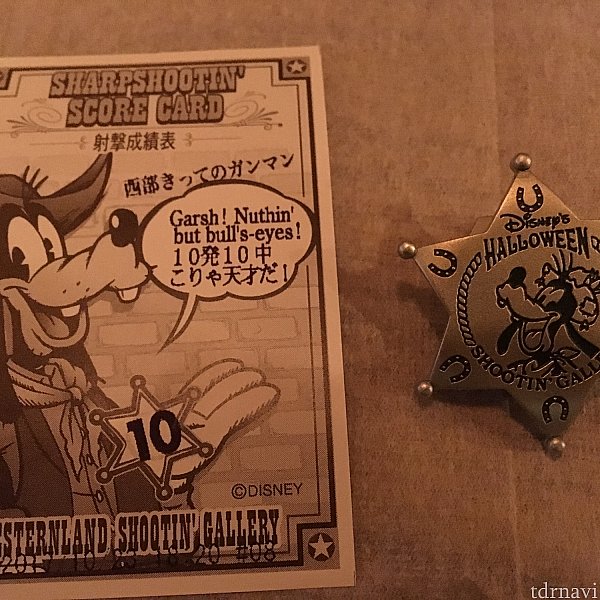 SHARPSHOOTIN'
SCORE CARD
射撃成績表
西部きってのガンマン
Garsh! Nuthin'
but bull's-eyes!
10発10中
こりゃ天才だ!
10
©DISNEY
ESTERNLAND SHOOTIN' GALLERY
DISNEY'S
HALLOWEEN
SHOOTIN' GALL
tdrnavi